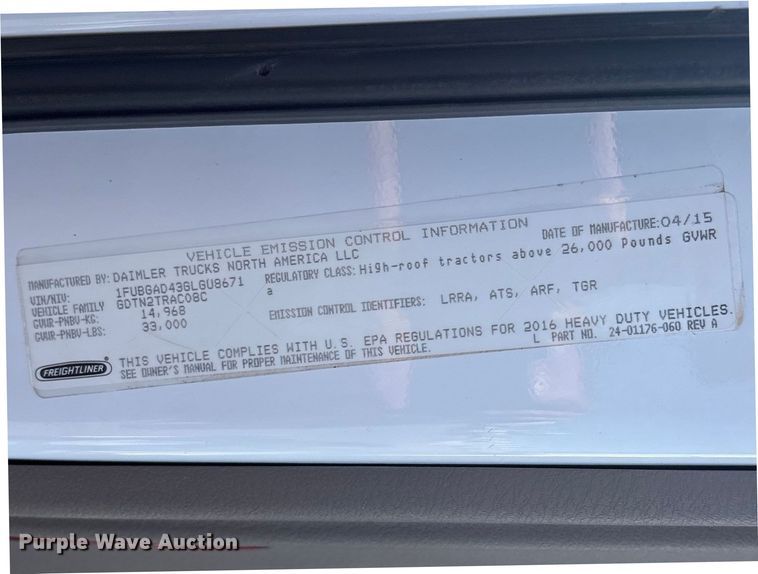 VEHICLE EMISSION CONTROL INFORMATION
MANUFACTURED BY: DAIMLER TRUCKS NORTH AMERICA LLC DATE OF MANUFACTURE: 04/15
VIN/NIV: 1FUBGAD43GLGU8671 REGULATORY CLASS: High-roof tractors above 26,000 Pounds GVWR
VEHICLE FAMILY GDTN2TRAC08C a
GVWR-PNBV-KG: 14,968 EMISSION CONTROL IDENTIFIERS: LRRA, ATS, ARF, TGR
GVWR-PNBV-LBS: 33,000
THIS VEHICLE COMPLIES WITH U.S. EPA REGULATIONS FOR 2016 HEAVY DUTY VEHICLES.
SEE OWNER'S MANUAL FOR PROPER MAINTENANCE OF THIS VEHICLE. L PART NO. 24-01176-060 REV A
FREIGHTLINER®
Purple Wave Auction